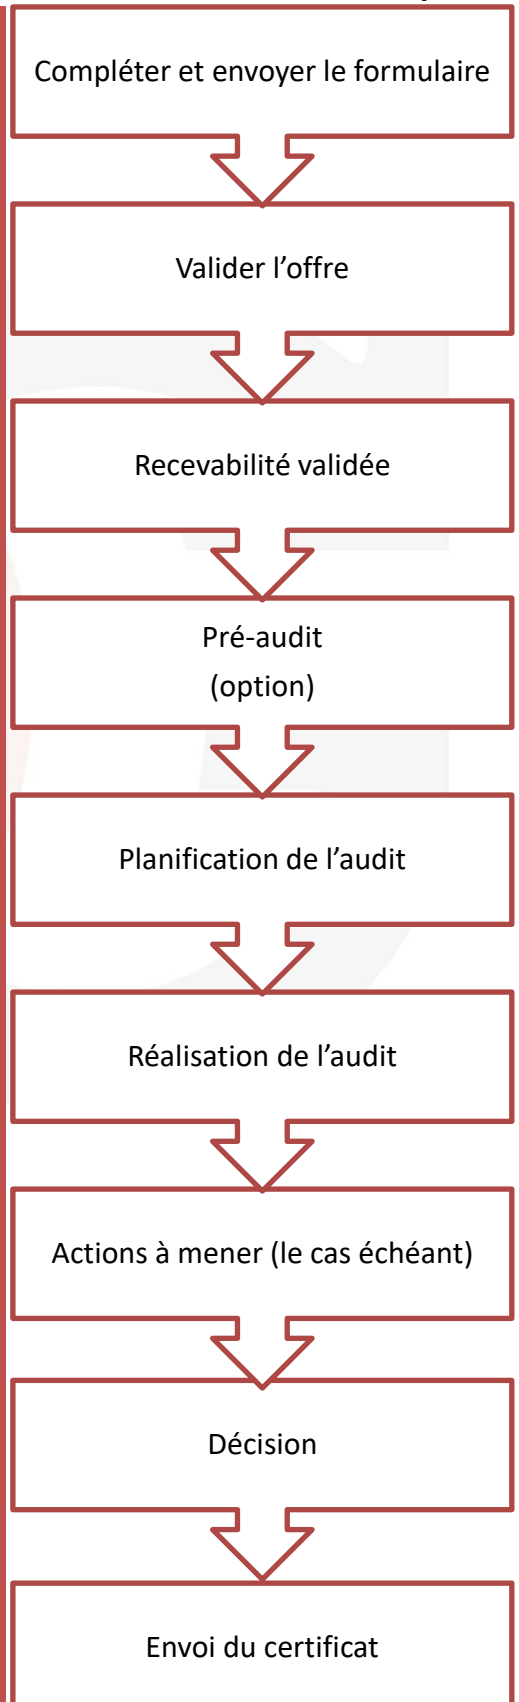 Compléter et envoyer le formulaire
Valider l’offre
Recevabilité validée
Pré-audit
(option)
Planification de l’audit
Réalisation de l’audit
Actions à mener (le cas échéant)
Décision
Envoi du certificat